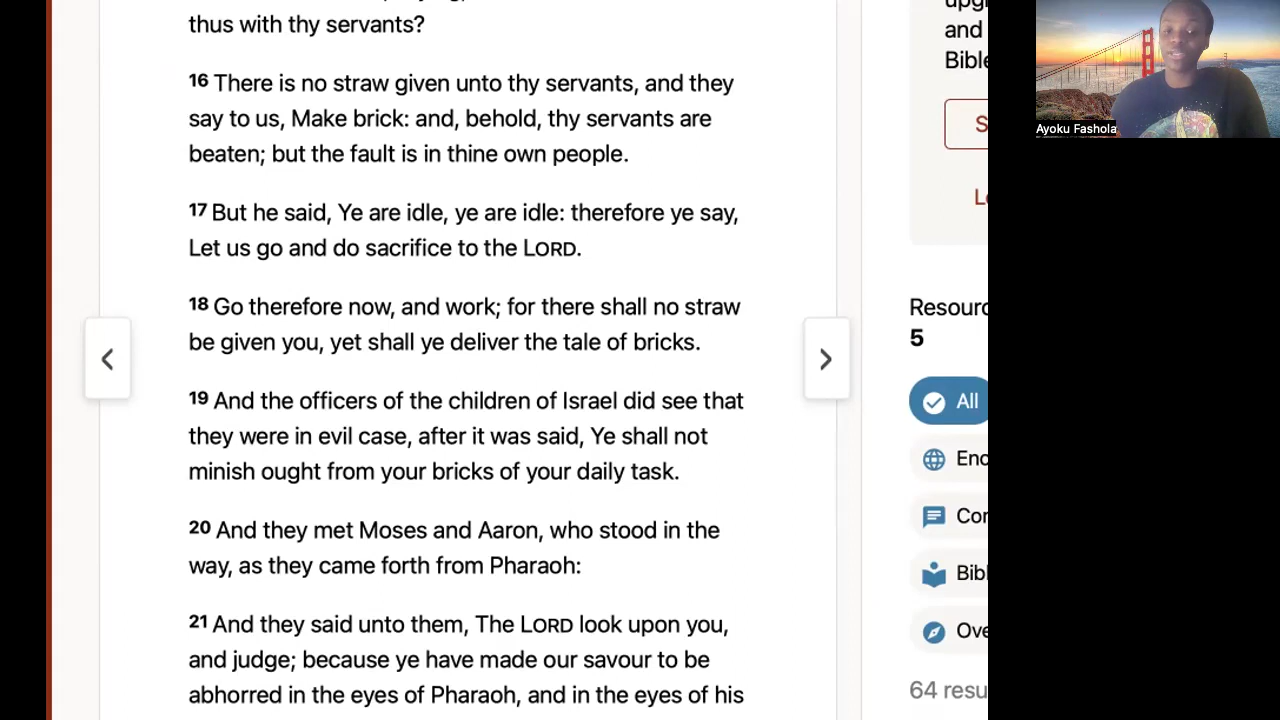 thus with thy servants?
16 There is no straw given unto thy servants, and they
say to us, Make brick: and, behold, thy servants are
beaten; but the fault is in thine own people.
17 But he said, Ye are idle, ye are idle: therefore ye say,
Let us go and do sacrifice to the LORD.
18 Go therefore now, and work; for there shall no straw
be given you, yet shall ye deliver the tale of bricks.
19 And the officers of the children of Israel did see that
they were in evil case, after it was said, Ye shall not
minish ought from your bricks of your daily task.
20 And they met Moses and Aaron, who stood in the
way, as they came forth from Pharaoh:
21 And they said unto them, The LORD look upon you,
and judge; because ye have made our savour to be
abhorred in the eyes of Pharaoh, and in the eyes of his
and
Bible
S
Resourc
5
All
Enc
Cor
Bibl
Ove
64 resu
Ayoku Fashola